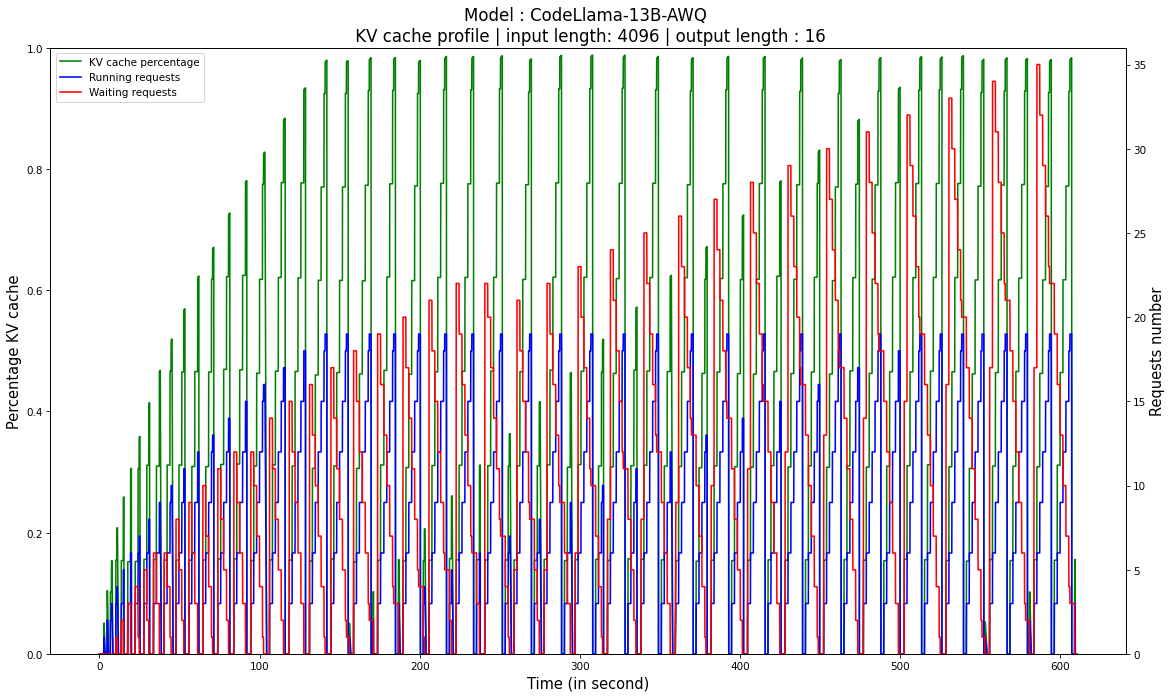 Model : CodeLlama-13B-AWQ
KV cache profile | input length: 4096 | output length : 16
KV cache percentage
Running requests
Waiting requests
Percentage KV cache
1.0
0.8
0.6
0.4
0.2
0.0
35
30
25
20
15
10
5
0
Requests number
0 100 200 300 400 500 600
Time (in second)